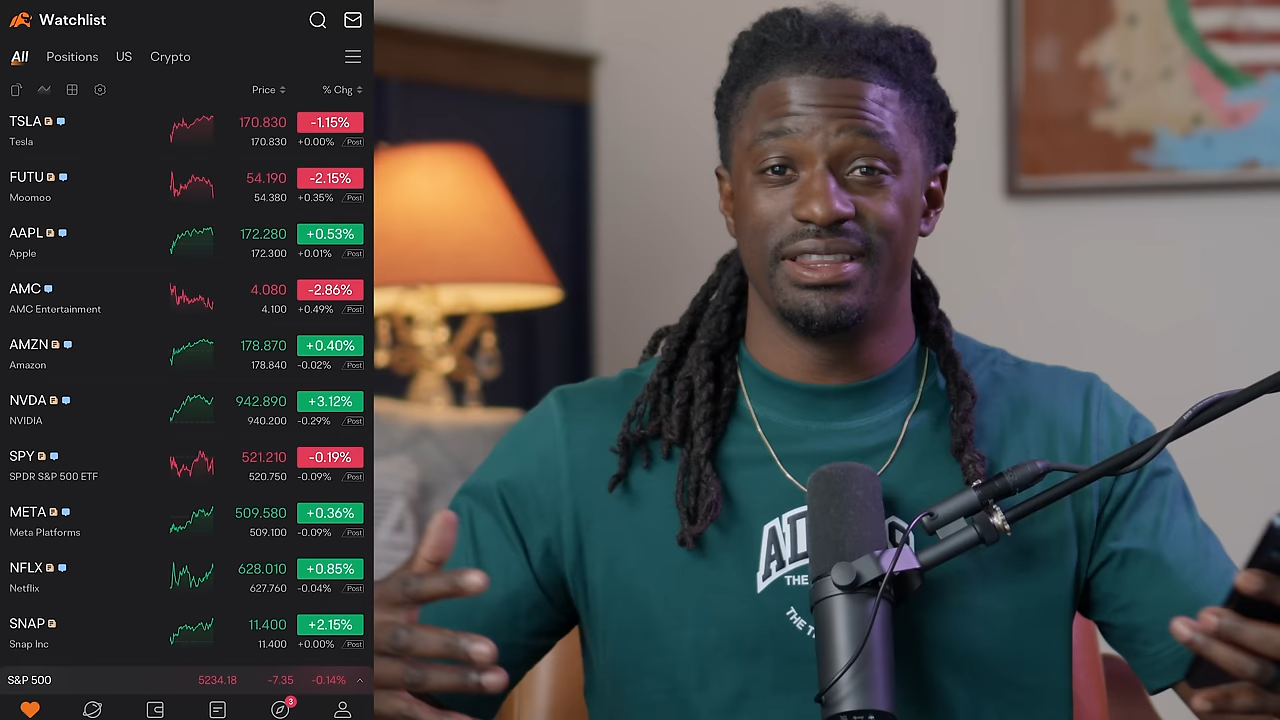 Watchlist
All Positions US Crypto
Price % Chg
TSLA 170.830 -1.15%
Tesla 170.830 +0.00% Post
FUTU 54.190 -2.15%
Moomoo 54.380 +0.35% Post
AAPL 172.280 +0.53%
Apple 172.300 +0.01% Post
AMC 4.080 -2.86%
AMC Entertainment 4.100 +0.49% Post
AMZN 178.870 +0.40%
Amazon 178.840 -0.02% Post
NVDA 942.890 +3.12%
NVIDIA 940.200 -0.29% Post
SPY 521.210 -0.19%
SPDR S&P 500 ETF 520.750 -0.09% Post
META 509.580 +0.36%
Meta Platforms 509.100 -0.09% Post
NFLX 628.010 +0.85%
Netflix 627.760 -0.04% Post
SNAP 11.400 +2.15%
Snap Inc 11.400 +0.00% Post
S&P 500 5234.18 -7.35 -0.14%
3
THE
THE